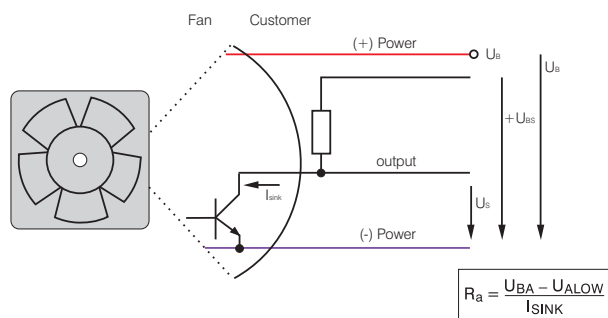 Fan Customer
(+) Power
UB
UB
+UBS
output
Isink
US
(-) Power
Ra = UBA – UALOW / ISINK